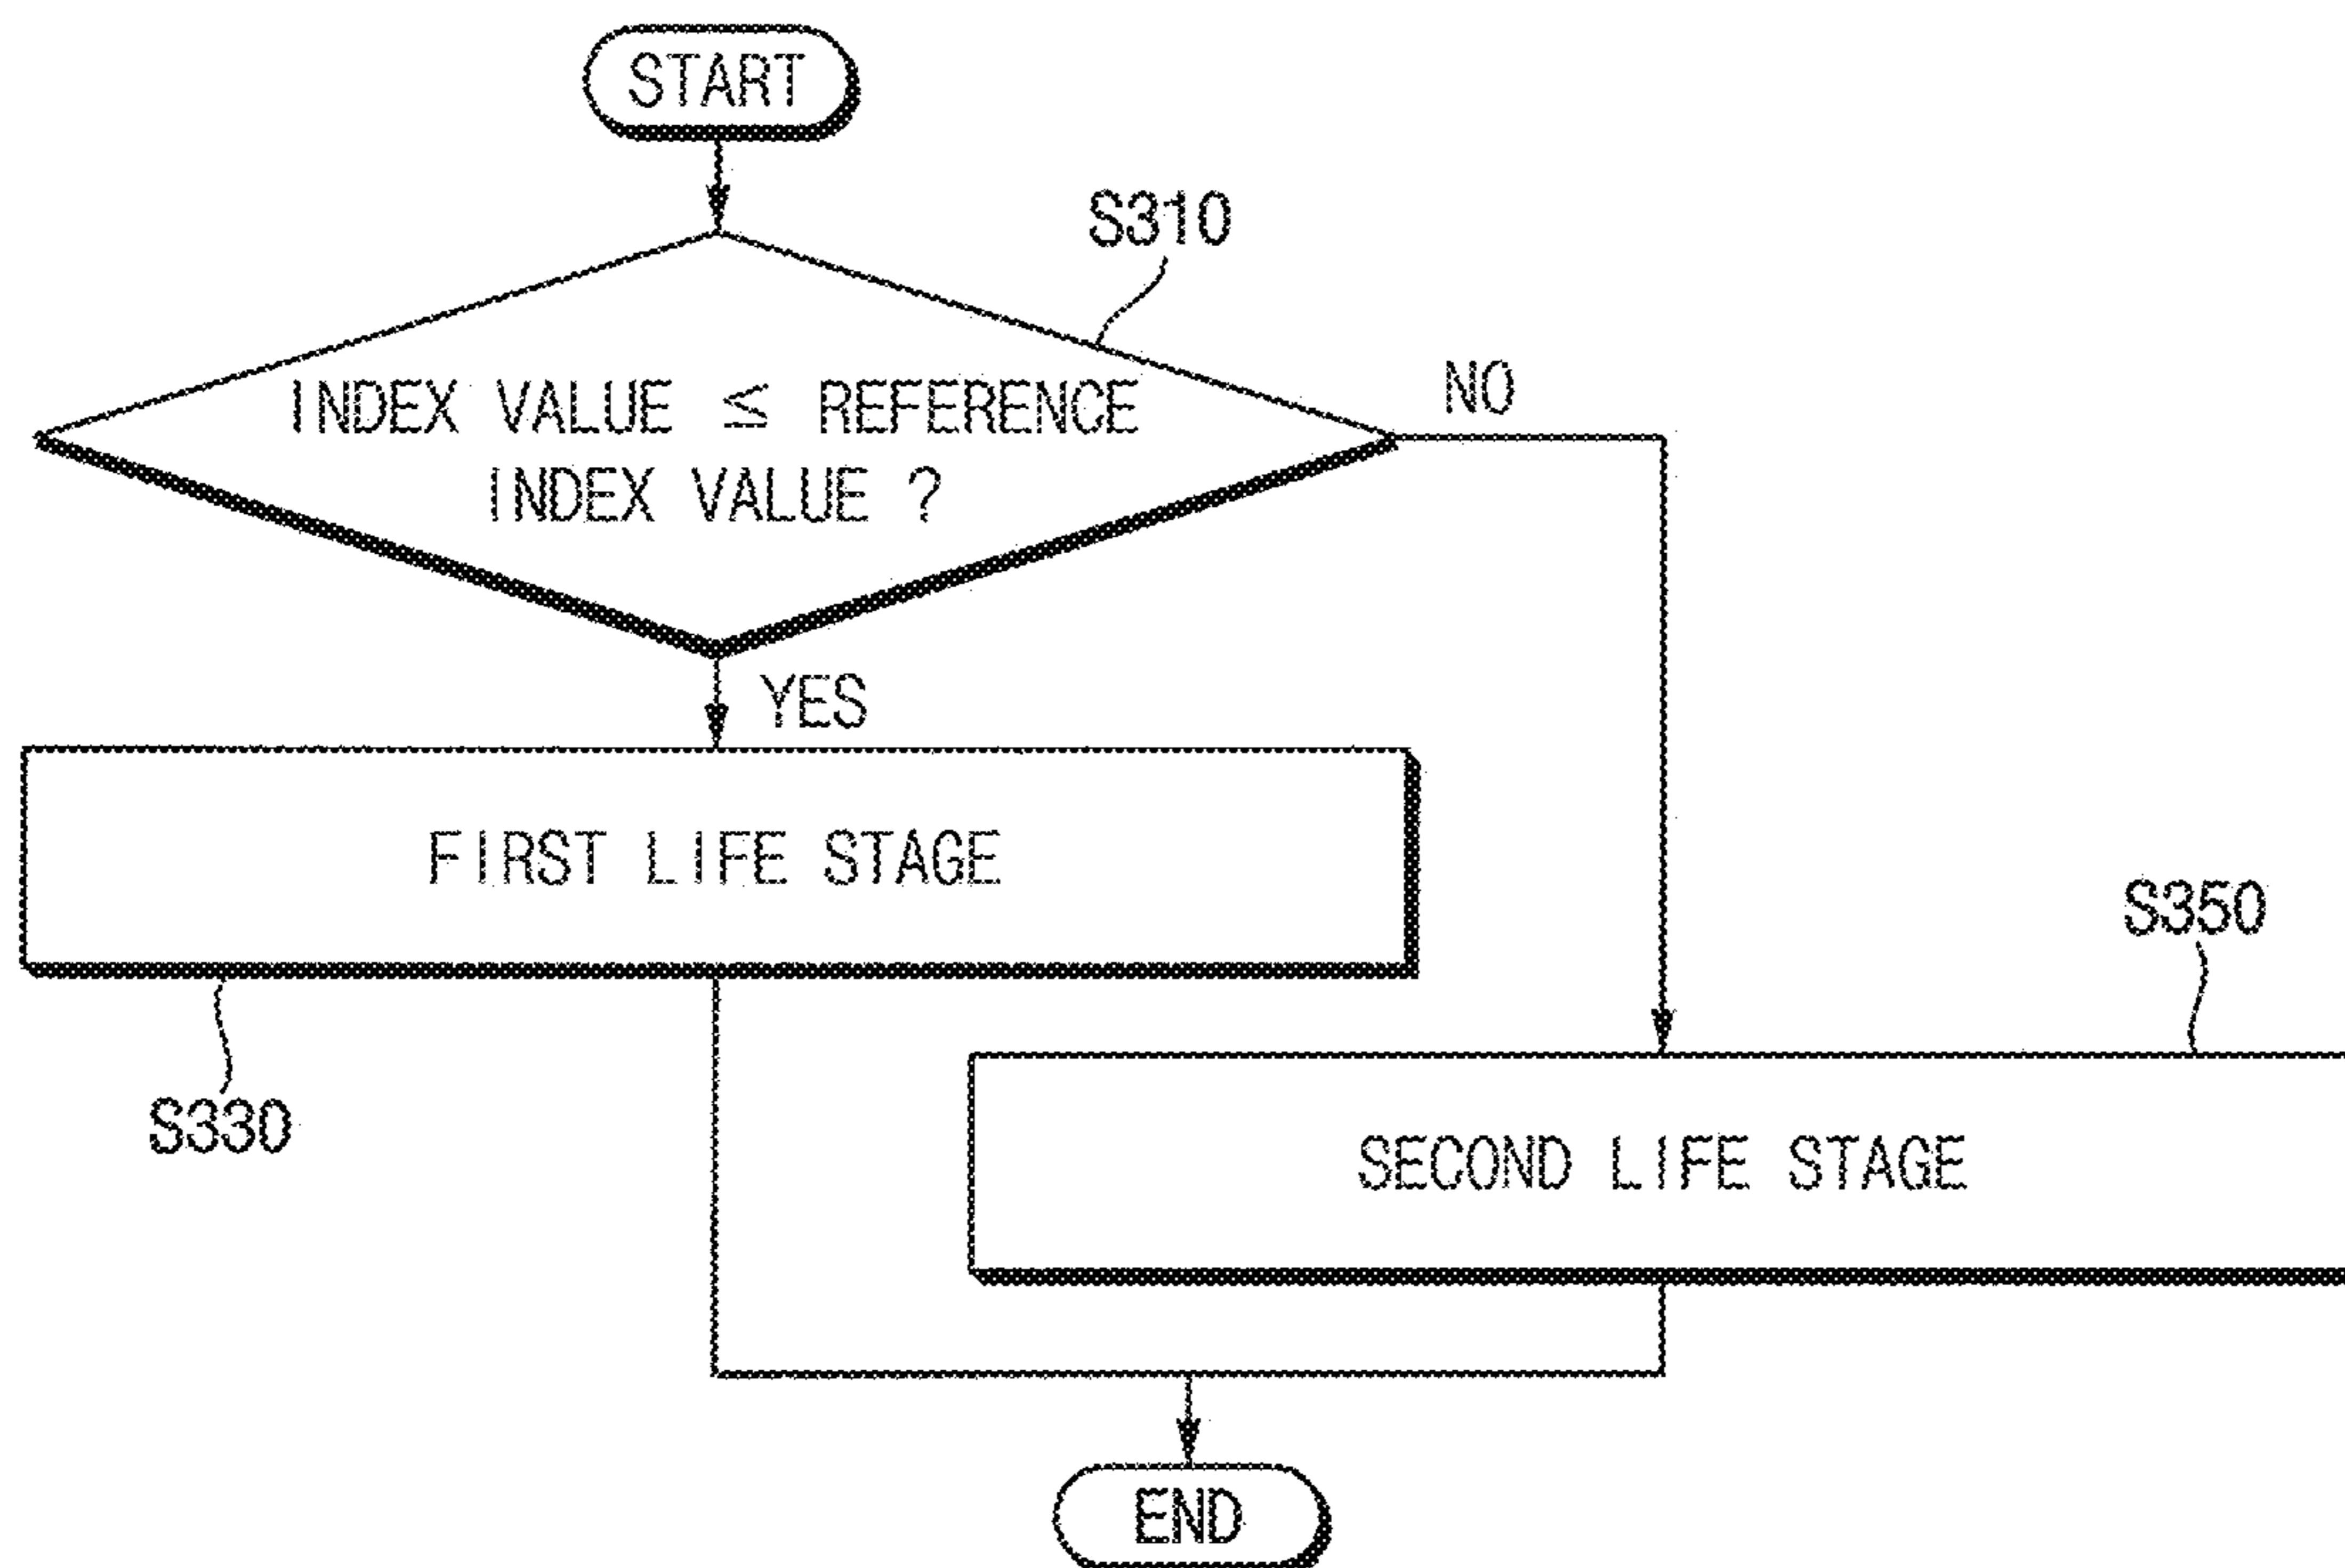 START
S310
INDEX VALUE ≤ REFERENCE
INDEX VALUE ?
NO
YES
FIRST LIFE STAGE
S350
S330
SECOND LIFE STAGE
END